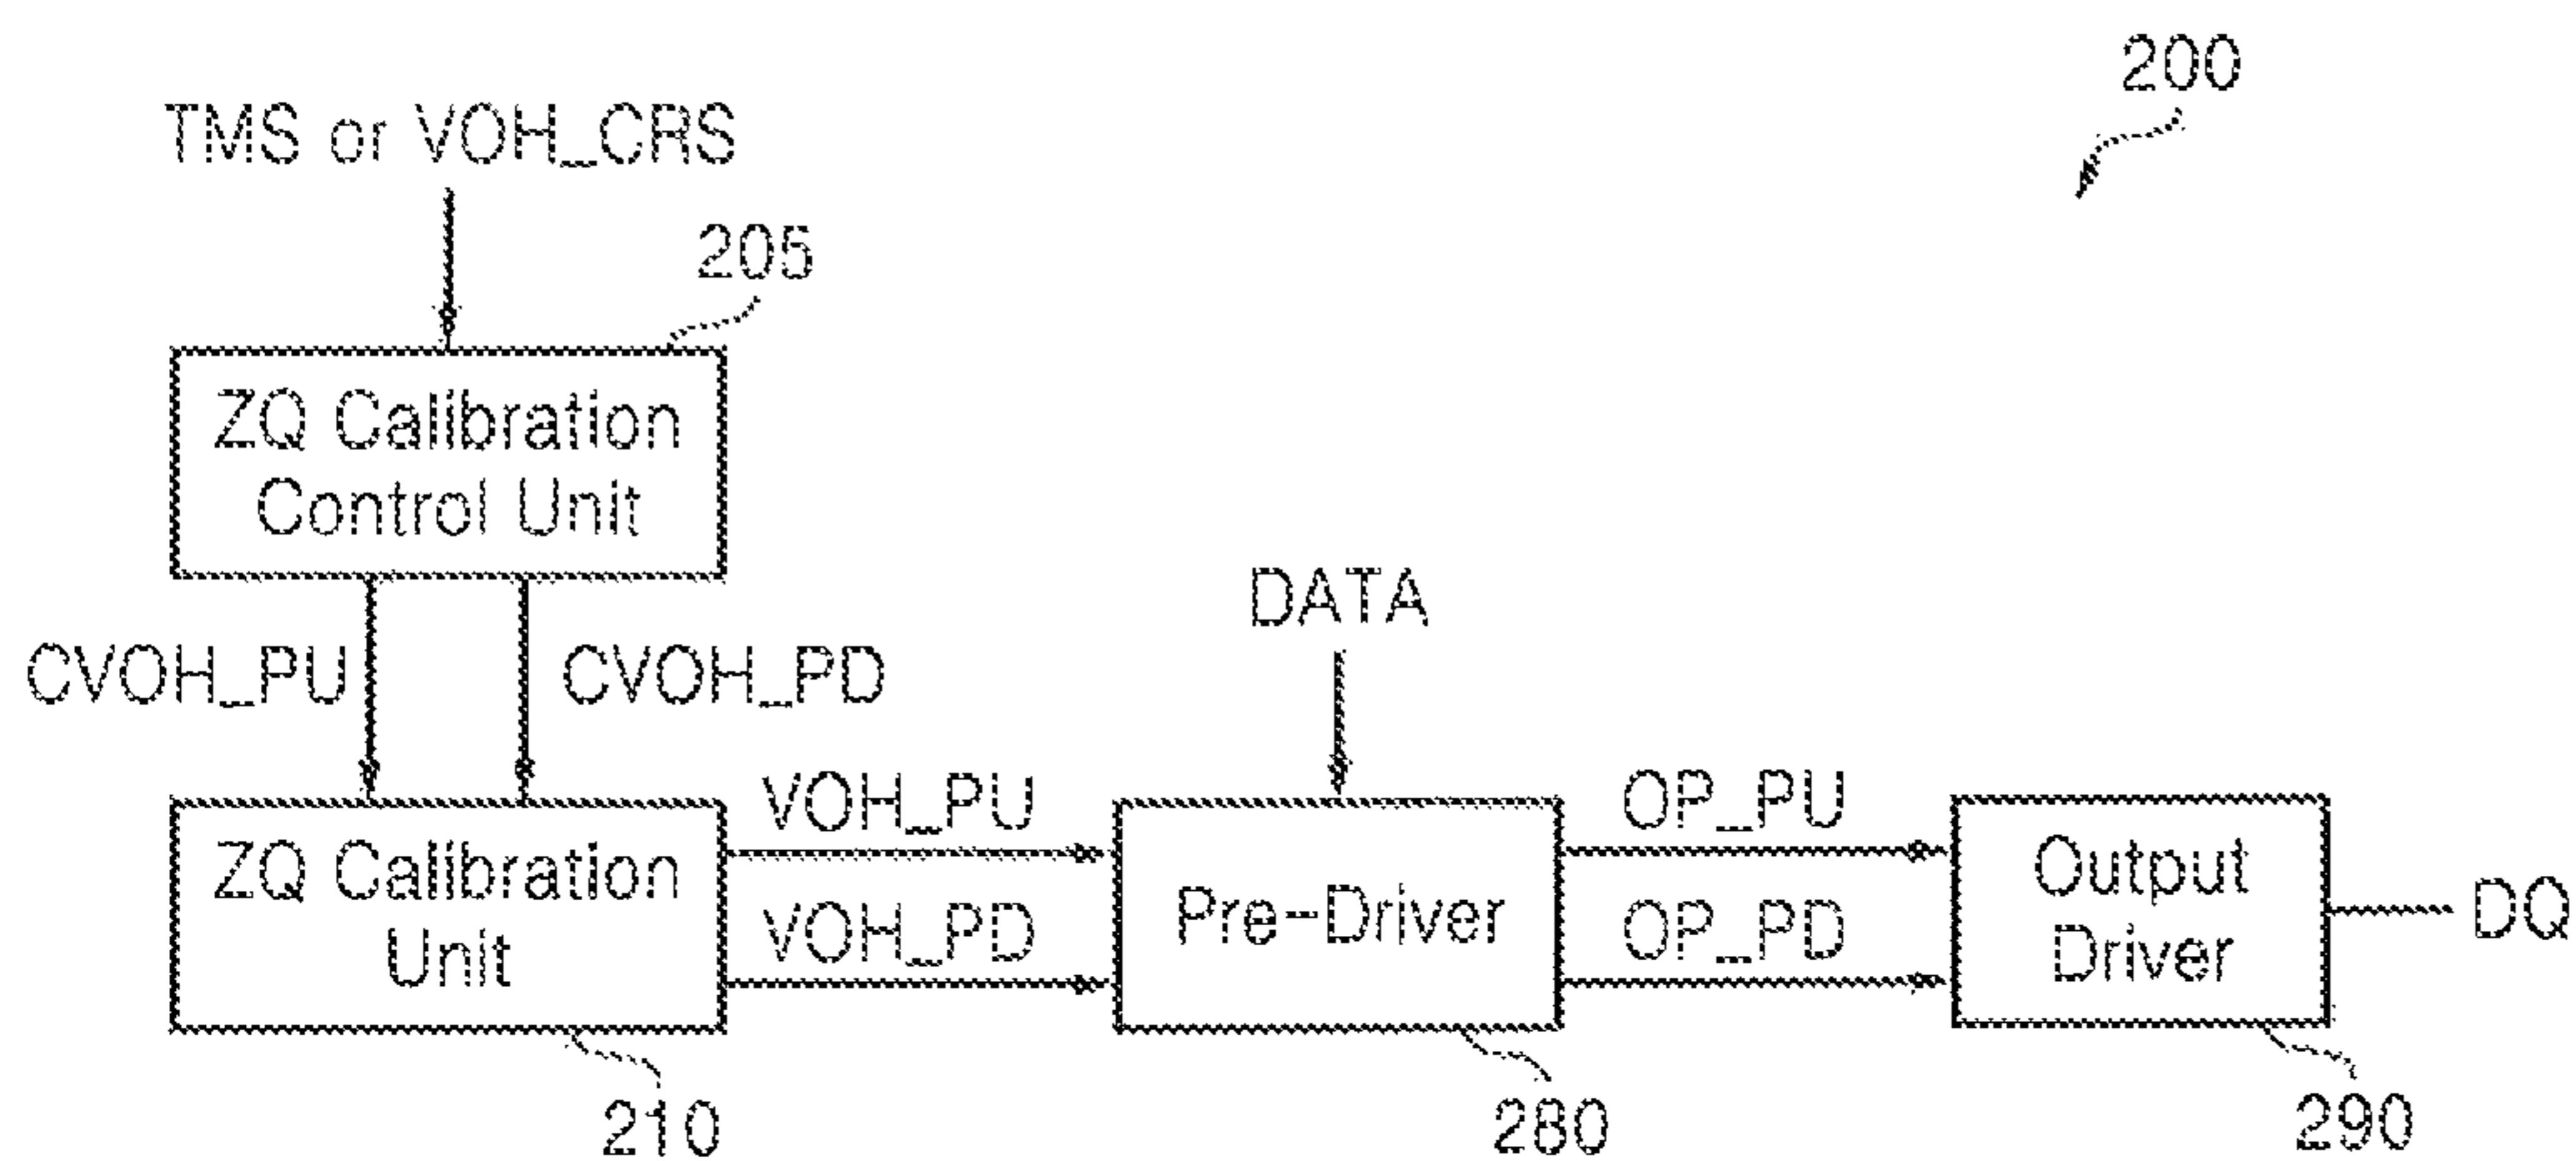 200
TMS or VOH_CRS
205
ZQ Calibration
Control Unit
CVOH_PU
CVOH_PD
DATA
ZQ Calibration
Unit
210
VOH_PU
VOH_PD
Pre-Driver
280
OP_PU
OP_PD
Output
Driver
290
DQ